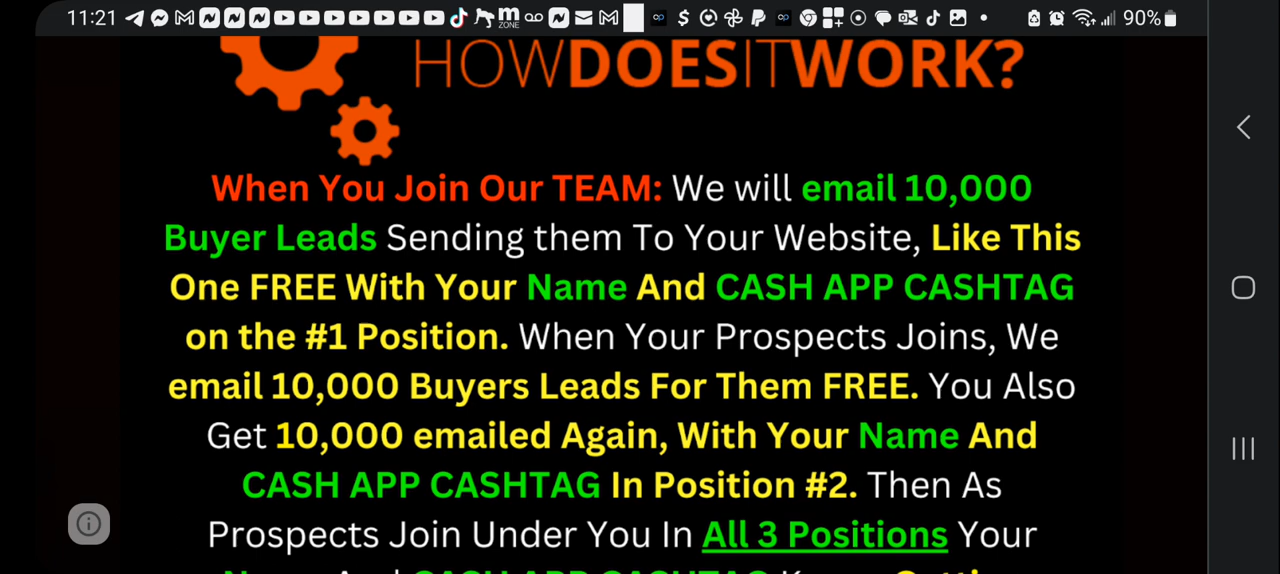 11:21
m
ZONE
90%
HOWDOESITWORK?
When You Join Our TEAM: We will email 10,000
Buyer Leads Sending them To Your Website, Like This
One FREE With Your Name And CASH APP CASHTAG
on the #1 Position. When Your Prospects Joins, We
email 10,000 Buyers Leads For Them FREE. You Also
Get 10,000 emailed Again, With Your Name And
CASH APP CASHTAG In Position #2. Then As
Prospects Join Under You In All 3 Positions Your